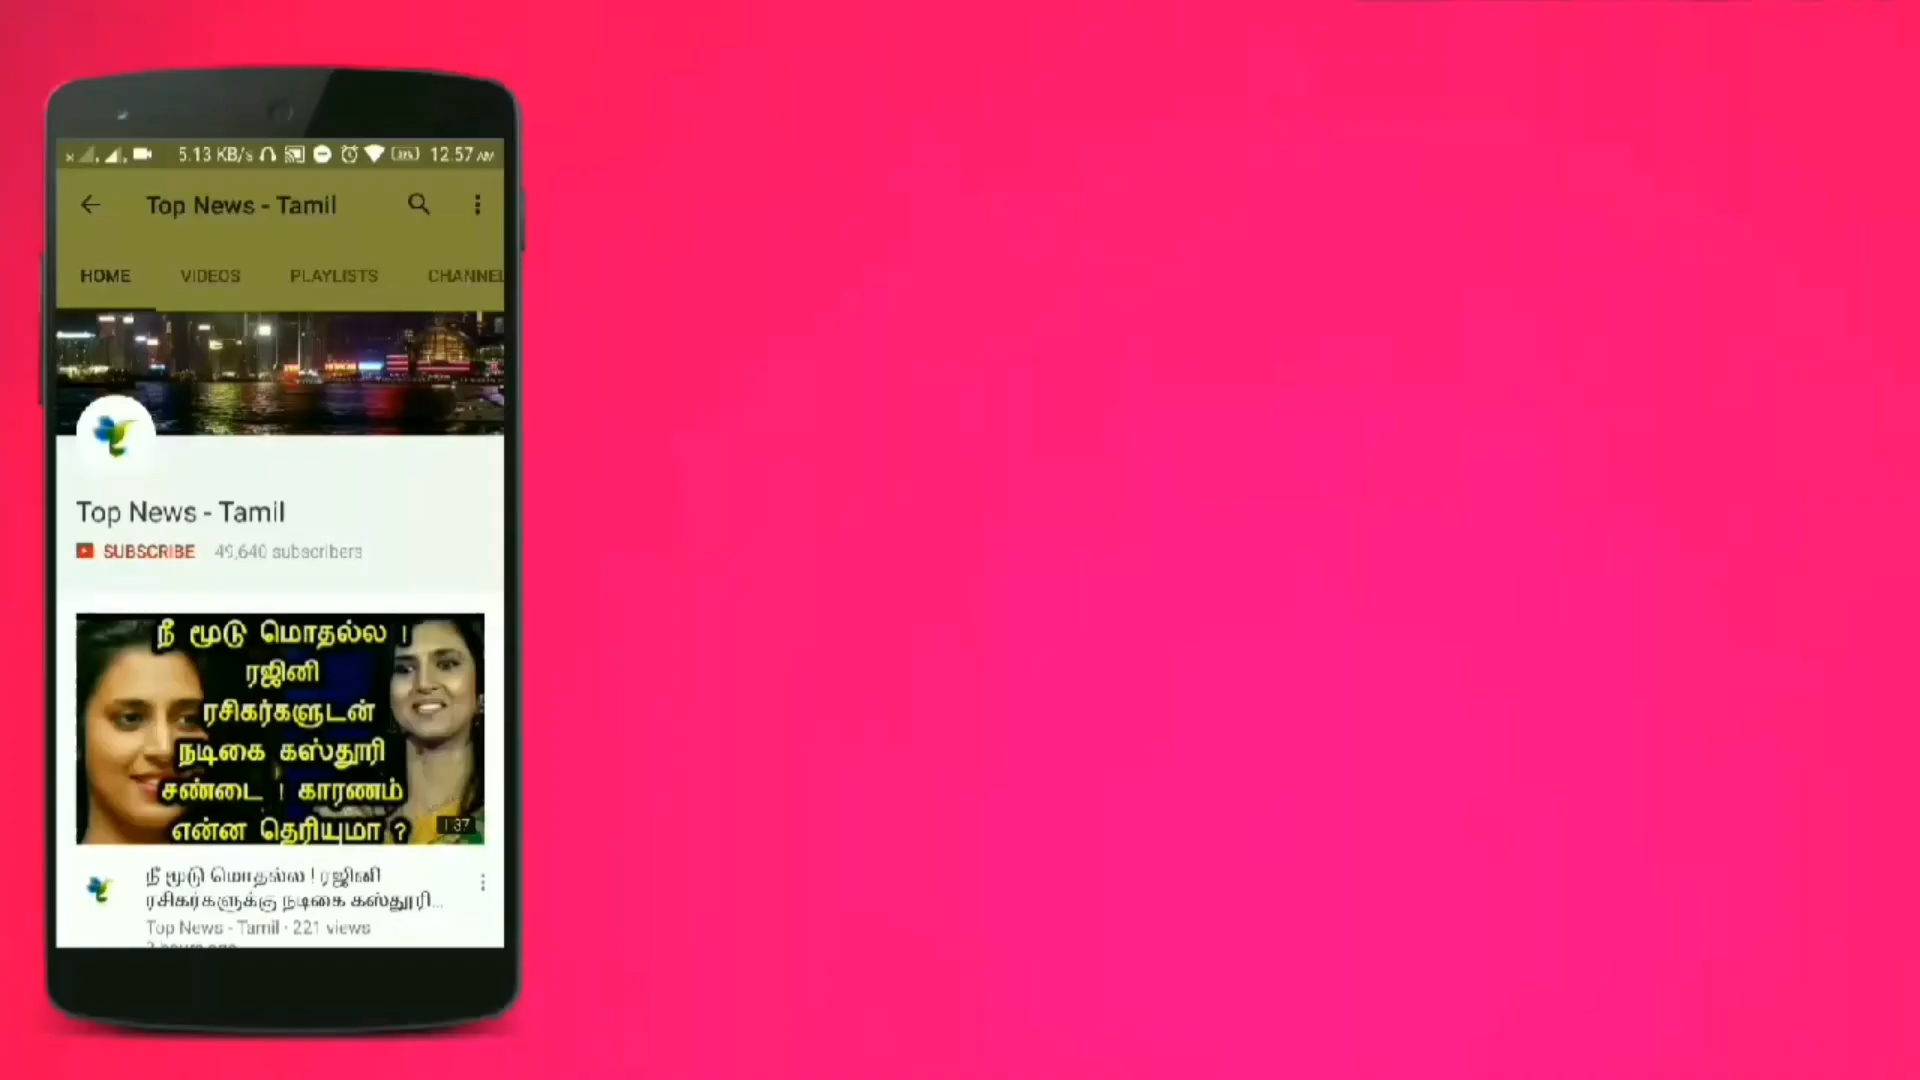 5.13 KB/s 12:57 AM
Top News - Tamil
HOME VIDEOS PLAYLISTS CHANNEL
Top News - Tamil
SUBSCRIBE 49,640 subscribers
நீ மூடு மொதல்ல !
ரஜினி
ரசிகர்களுடன்
நடிகை கஸ்தூரி
சண்டை ! காரணம்
என்ன தெரியுமா ?
1:37
நீ மூடு மொதல்ல ! ரஜினி
ரசிகர்களுக்கு நடிகை கஸ்தூரி...
Top News - Tamil · 221 views